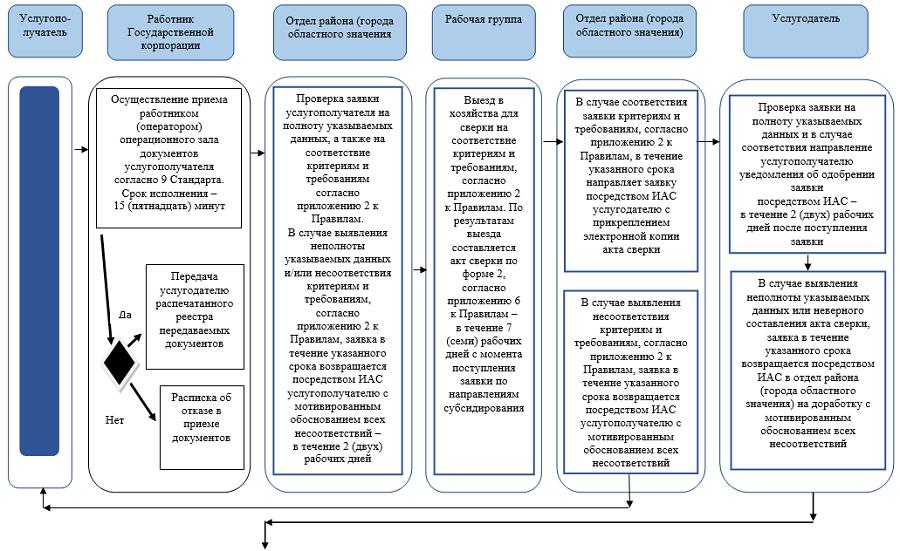 Услугопо-
лучатель
Работник
Государственной
корпорации
Отдел района (города
областного значения
Рабочая группа
Отдел района (города
областного значения)
Услугодатель
Осуществление приема
работником
(оператором)
операционного зала
документов
услугополучателя
согласно 9 Стандарта.
Срок исполнения –
15 (пятнадцать) минут
Да
Передача
услугодателю
распечатанного
реестра
передаваемых
документов
Нет
Расписка об
отказе в
приеме
документов
Проверка заявки
услугополучателя на
полноту указываемых
данных, а также на
соответствие
критериям и
требованиям
согласно
приложению 2 к
Правилам.
В случае выявления
неполноты
указываемых данных
и/или несоответствия
критериям и
требованиям,
согласно
приложению 2 к
Правилам, заявка в
течение указанного
срока возвращается
посредством ИАС
услугополучателю с
мотивированным
обоснованием всех
несоответствий –
в течение 2 (двух)
рабочих дней
Выезд в
хозяйства для
сверки на
соответствие
критериям и
требованиям,
согласно
приложению 2
к Правилам. По
результатам
выезда
составляется
акт сверки по
форме 2,
согласно
приложению 6
к Правилам –
в течение 7
(семи) рабочих
дней с момента
поступления
заявки по
направлениям
субсидирования
В случае соответствия
заявки критериям и
требованиям, согласно
приложению 2 к
Правилам, в течение
указанного срока
направляет заявку
посредством ИАС
услугодателю с
прикреплением
электронной копии
акта сверки
В случае выявления
несоответствия
критериям и
требованиям, согласно
приложению 2 к
Правилам, заявка в
течение указанного
срока возвращается
посредством ИАС
услугополучателю с
мотивированным
обоснованием всех
несоответствий
Проверка заявки на
полноту указываемых
данных и в случае
соответствия направление
услугополучателю
уведомления об одобрении
заявки
посредством ИАС –
в течение 2 (двух) рабочих
дней после поступления
заявки
В случае выявления
неполноты указываемых
данных или неверного
составления акта сверки,
заявка в течение
указанного срока
возвращается посредством
ИАС в отдел района
(города областного
значения) на доработку с
мотивированным
обоснованием всех
несоответствий